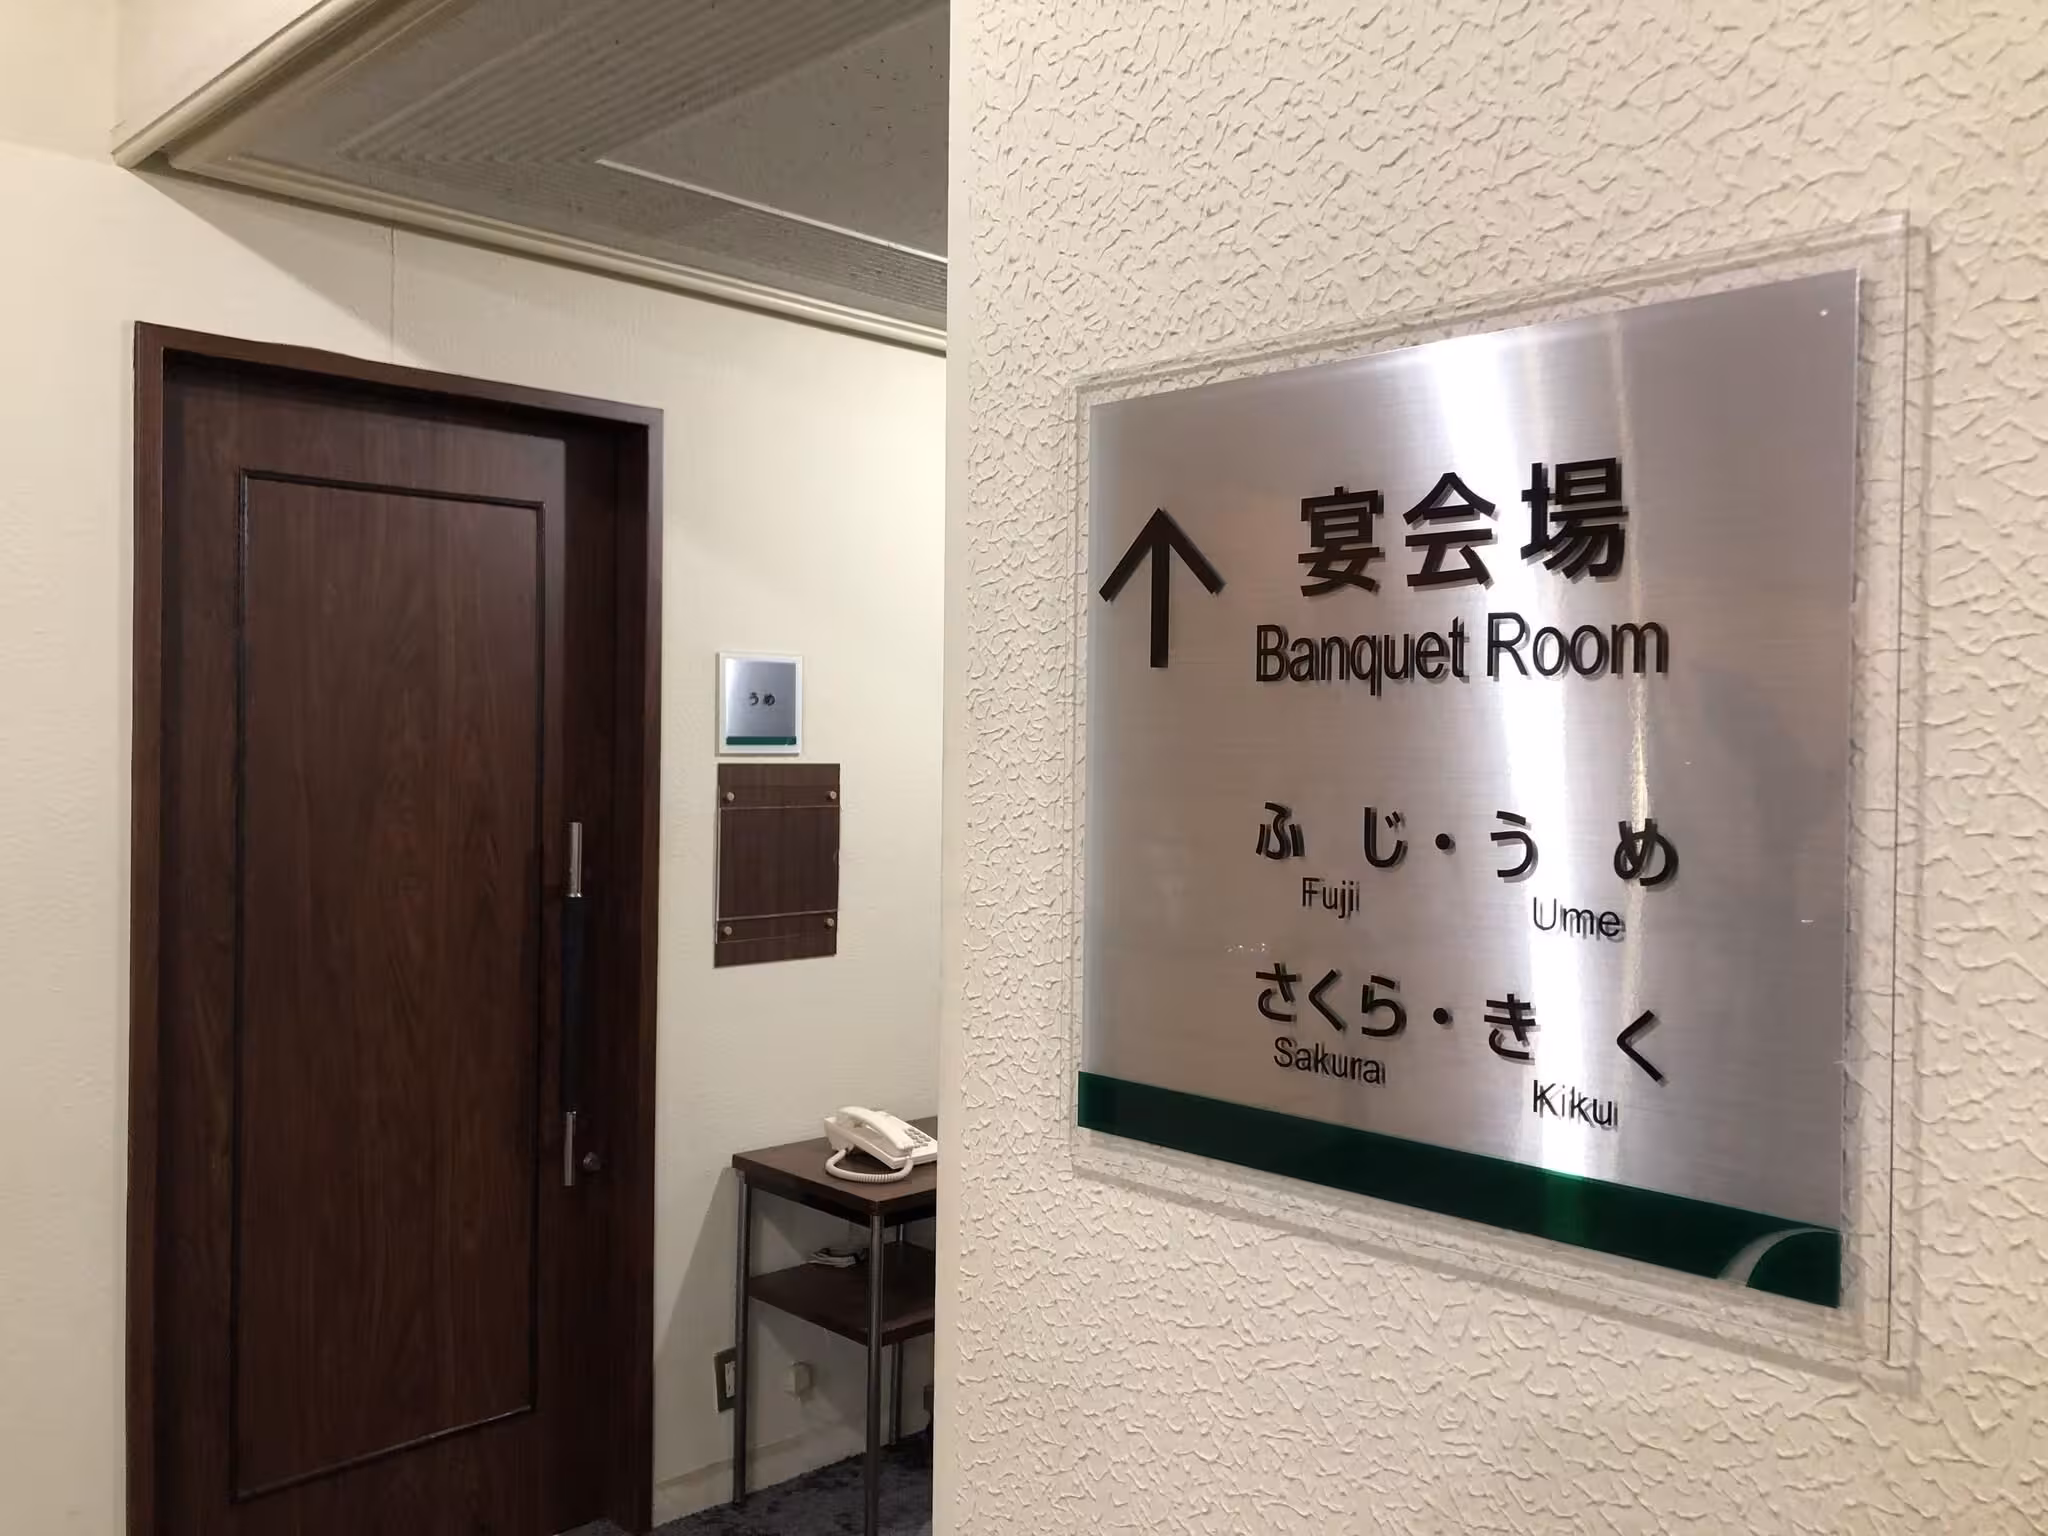 うめ
宴会場
Banquet Room
ふじ・うめ
Fuji Ume
さくら・きく
Sakura Kiku